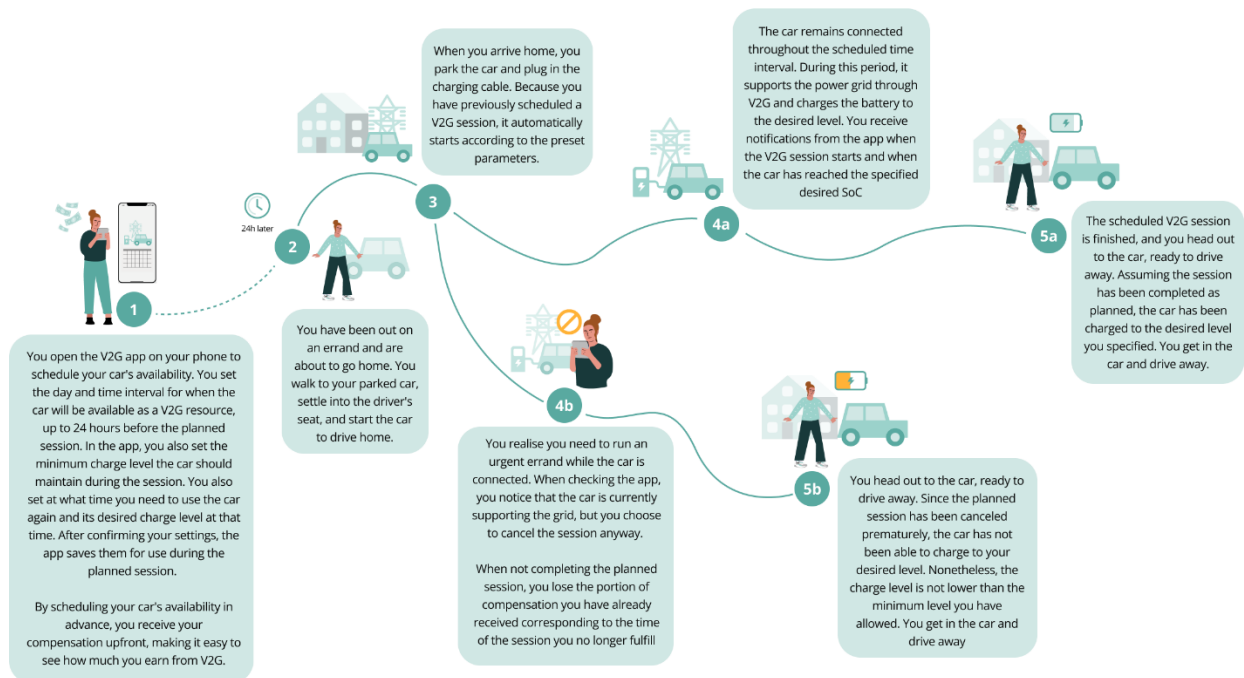 1
You open the V2G app on your phone to
schedule your car's availability. You set
the day and time interval for when the
car will be available as a V2G resource,
up to 24 hours before the planned
session. In the app, you also set the
minimum charge level the car should
maintain during the session. You also
set at what time you need to use the car
again and its desired charge level at that
time. After confirming your settings, the
app saves them for use during the
planned session.
By scheduling your car's availability in
advance, you receive your
compensation upfront, making it easy to
see how much you earn from V2G.
24h later
2
You have been out on
an errand and are
about to go home. You
walk to your parked car,
settle into the driver's
seat, and start the car
to drive home.
3
When you arrive home, you
park the car and plug in the
charging cable. Because you
have previously scheduled a
V2G session, it automatically
starts according to the preset
parameters.
4a
The car remains connected
throughout the scheduled time
interval. During this period, it
supports the power grid through
V2G and charges the battery to
the desired level. You receive
notifications from the app when
the V2G session starts and when
the car has reached the specified
desired SoC
5a
The scheduled V2G session
is finished, and you head out
to the car, ready to drive
away. Assuming the session
has been completed as
planned, the car has been
charged to the desired level
you specified. You get in the
car and drive away.
4b
You realise you need to run an
urgent errand while the car is
connected. When checking the app,
you notice that the car is currently
supporting the grid, but you choose
to cancel the session anyway.
When not completing the planned
session, you lose the portion of
compensation you have already
received corresponding to the time
of the session you no longer fulfill
5b
You head out to the car, ready to
drive away. Since the planned
session has been canceled
prematurely, the car has not
been able to charge to your
desired level. Nonetheless, the
charge level is not lower than the
minimum level you have
allowed. You get in the car and
drive away